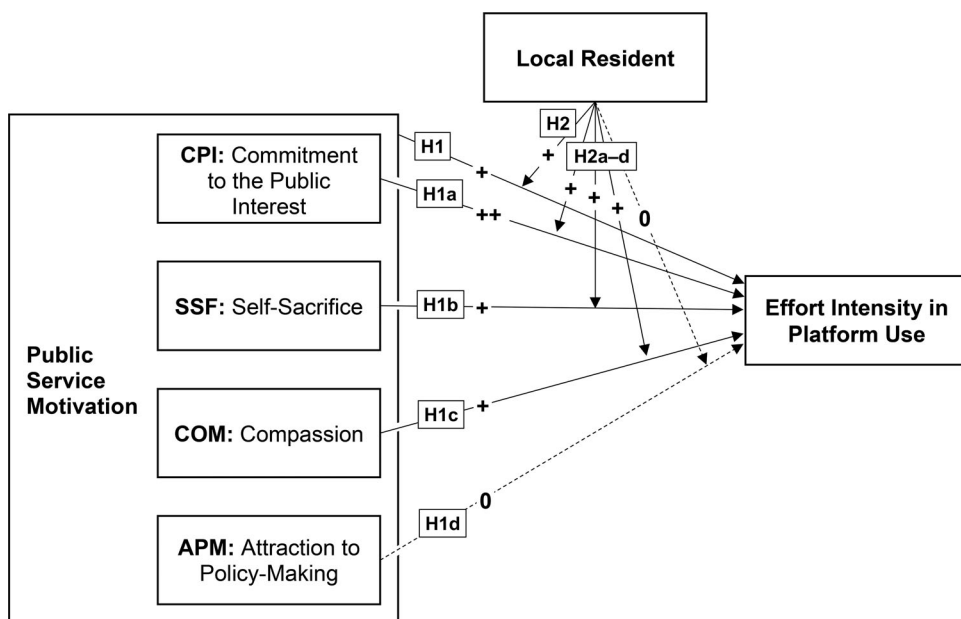 Local Resident
H2
H2a–d
+
+
+
+
0
Public
Service
Motivation
CPI: Commitment
to the Public
Interest
H1
+
H1a
++
SSF: Self-Sacrifice
H1b
+
COM: Compassion
H1c
+
APM: Attraction to
Policy-Making
H1d
0
Effort Intensity in
Platform Use